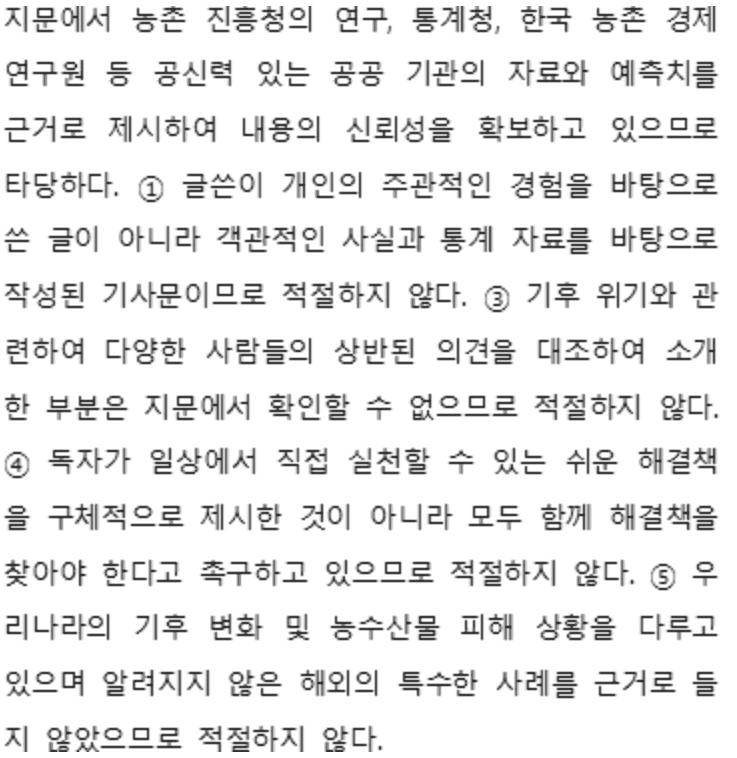 지문에서 농촌 진흥청의 연구, 통계청, 한국 농촌 경제
연구원 등 공신력 있는 공공 기관의 자료와 예측치를
근거로 제시하여 내용의 신뢰성을 확보하고 있으므로
타당하다. ① 글쓴이 개인의 주관적인 경험을 바탕으로
쓴 글이 아니라 객관적인 사실과 통계 자료를 바탕으로
작성된 기사문이므로 적절하지 않다. ③ 기후 위기와 관
련하여 다양한 사람들의 상반된 의견을 대조하여 소개
한 부분은 지문에서 확인할 수 없으므로 적절하지 않다.
④ 독자가 일상에서 직접 실천할 수 있는 쉬운 해결책
을 구체적으로 제시한 것이 아니라 모두 함께 해결책을
찾아야 한다고 촉구하고 있으므로 적절하지 않다. ⑤ 우
리나라의 기후 변화 및 농수산물 피해 상황을 다루고
있으며 알려지지 않은 해외의 특수한 사례를 근거로 들
지 않았으므로 적절하지 않다.